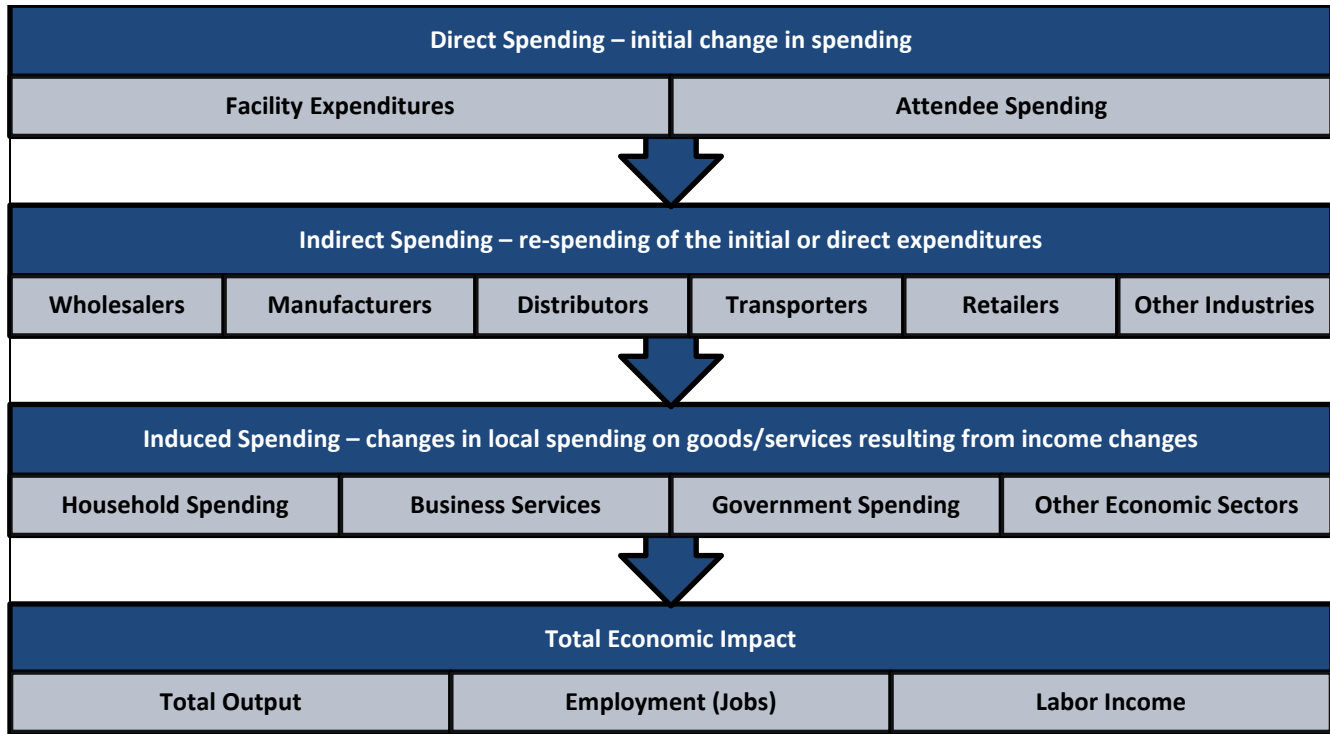 Direct Spending – initial change in spending
Facility Expenditures
Attendee Spending
Indirect Spending – re-spending of the initial or direct expenditures
Wholesalers
Manufacturers
Distributors
Transporters
Retailers
Other Industries
Induced Spending – changes in local spending on goods/services resulting from income changes
Household Spending
Business Services
Government Spending
Other Economic Sectors
Total Economic Impact
Total Output
Employment (Jobs)
Labor Income